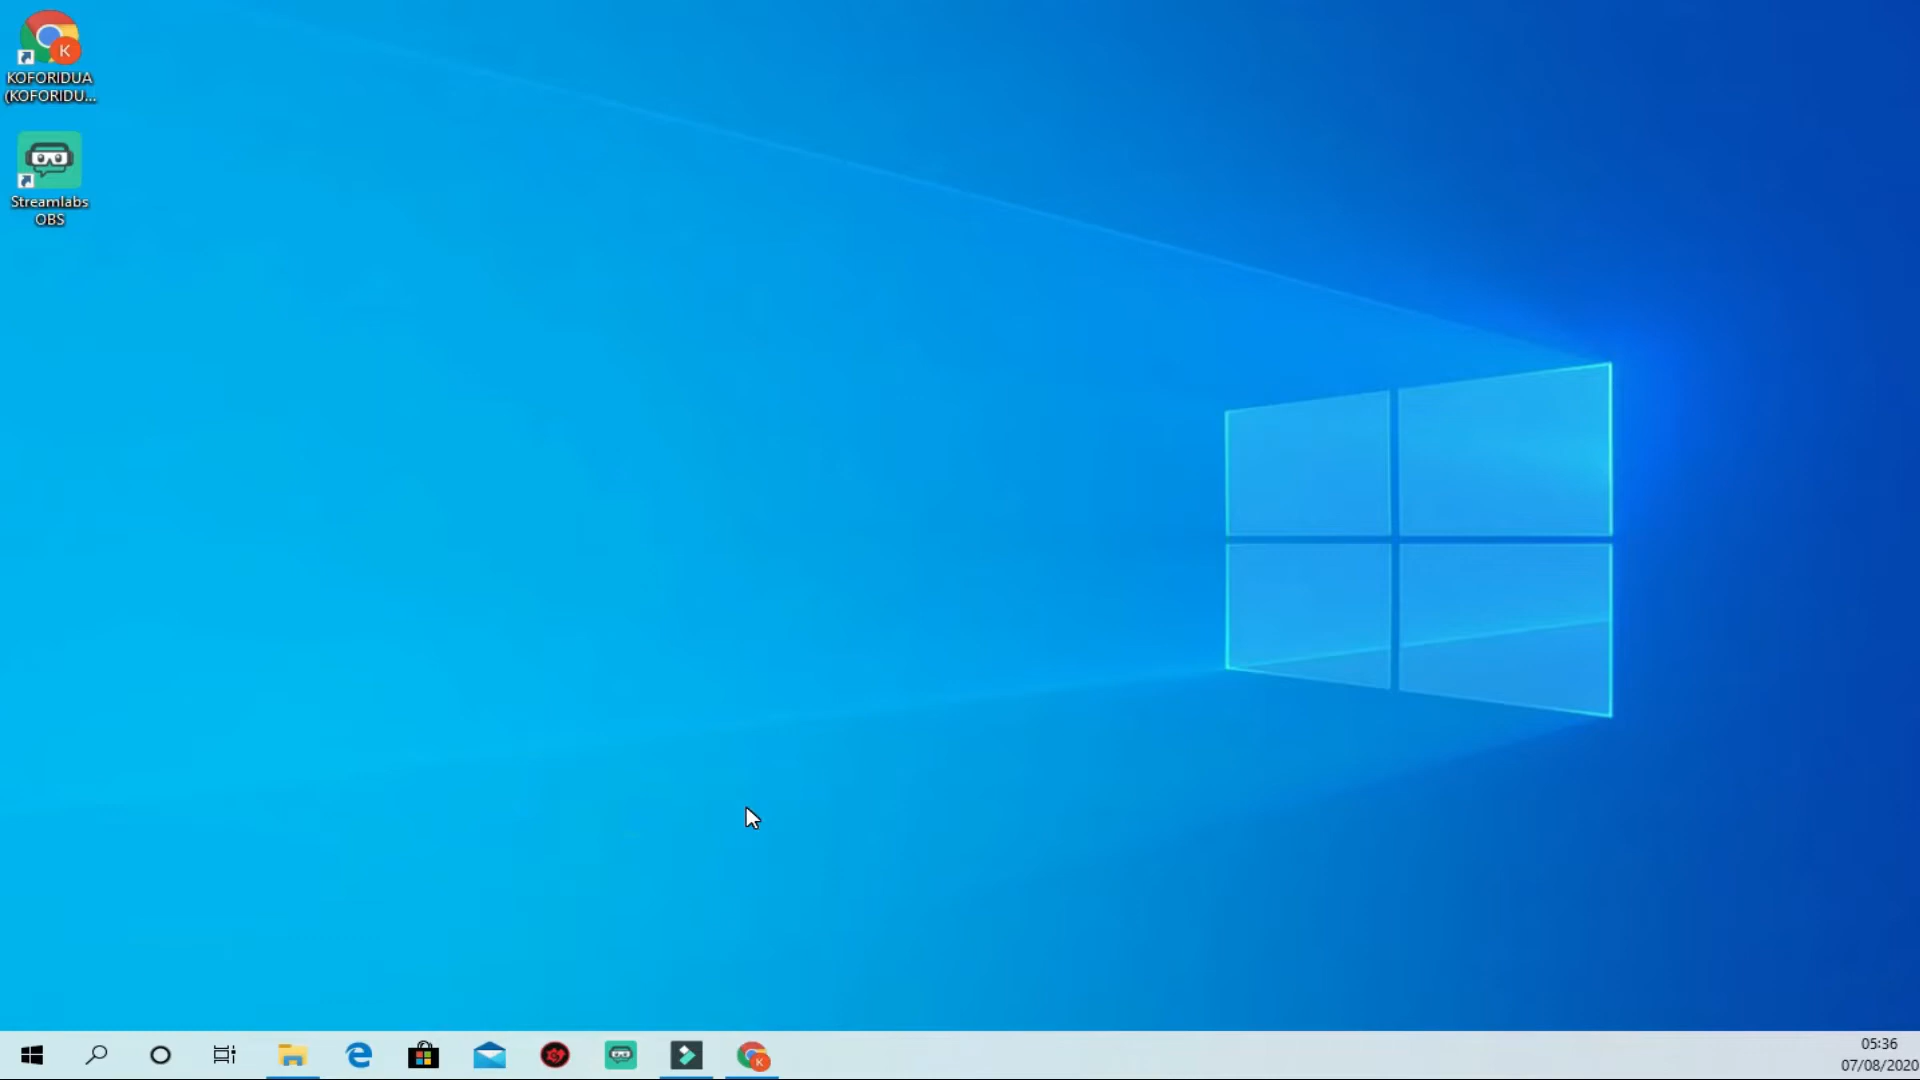 K
KOFORIDUA
(KOFORIDU...
Streamlabs
OBS
K
05:36
07/08/2020